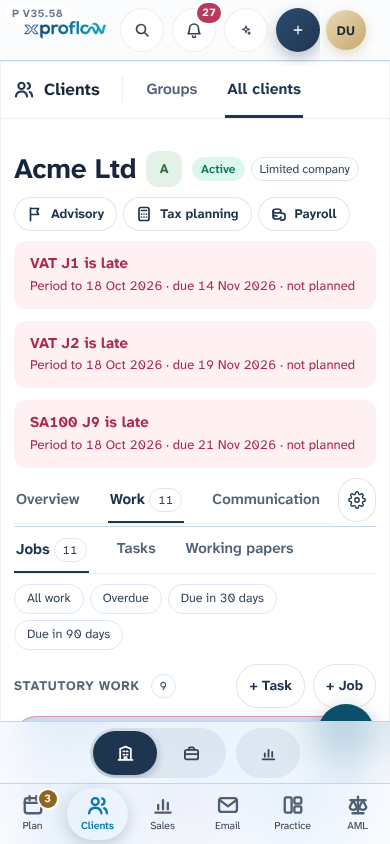 P V35.58
xproflow
27
+
DU
Clients
Groups
All clients
Acme Ltd
A
Active
Limited company
Advisory
Tax planning
Payroll
VAT J1 is late
Period to 18 Oct 2026 · due 14 Nov 2026 · not planned
VAT J2 is late
Period to 18 Oct 2026 · due 19 Nov 2026 · not planned
SA100 J9 is late
Period to 18 Oct 2026 · due 21 Nov 2026 · not planned
Overview
Work 11
Communication
Jobs 11
Tasks
Working papers
All work
Overdue
Due in 30 days
Due in 90 days
STATUTORY WORK 9
+ Task
+ Job
3
Plan
Clients
Sales
Email
Practice
AML